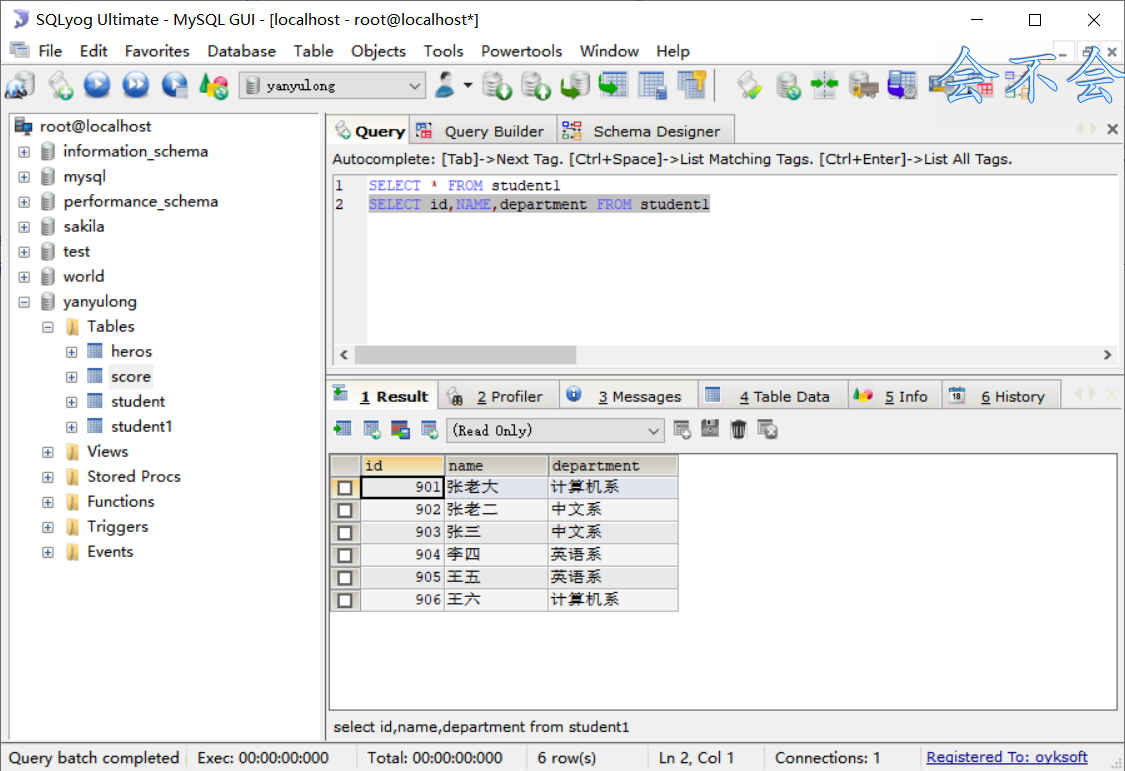 SQLyog Ultimate - MySQL GUI - [localhost - root@localhost*]
File Edit Favorites Database Table Objects Tools Powertools Window Help
会不会
yanyulong
root@localhost
information_schema
mysql
performance_schema
sakila
test
world
yanyulong
Tables
heros
score
student
student1
Views
Stored Procs
Functions
Triggers
Events
Query Query Builder Schema Designer
Autocomplete: [Tab]->Next Tag. [Ctrl+Space]->List Matching Tags. [Ctrl+Enter]->List All Tags.
1 SELECT * FROM student1
2 SELECT id,NAME,department FROM student1
1 Result 2 Profiler 3 Messages 4 Table Data 5 Info 18 6 History
(Read Only)
id name department
901 张老大 计算机系
902 张老二 中文系
903 张三 中文系
904 李四 英语系
905 王五 英语系
906 王六 计算机系
select id,name,department from student1
Query batch completed Exec: 00:00:00:000 Total: 00:00:00:000 6 row(s) Ln 2, Col 1 Connections: 1 Registered To: oyksoft